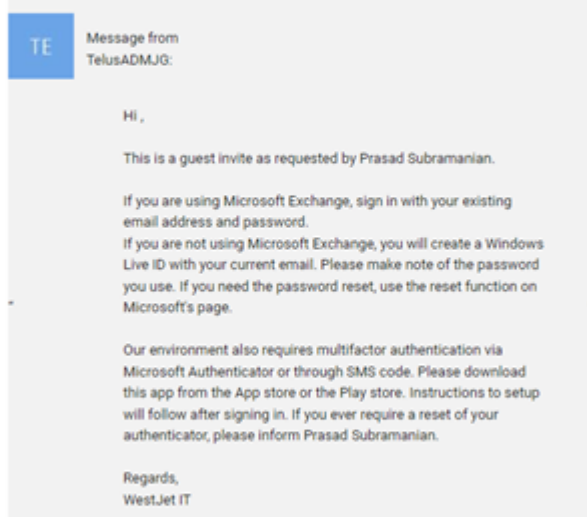 TE
Message from
TelusADMJG:
Hi ,
This is a guest invite as requested by Prasad Subramanian.
If you are using Microsoft Exchange, sign in with your existing
email address and password.
If you are not using Microsoft Exchange, you will create a Windows
Live ID with your current email. Please make note of the password
you use. If you need the password reset, use the reset function on
Microsoft's page.
Our environment also requires multifactor authentication via
Microsoft Authenticator or through SMS code. Please download
this app from the App store or the Play store. Instructions to setup
will follow after signing in. If you ever require a reset of your
authenticator, please inform Prasad Subramanian.
Regards,
WestJet IT